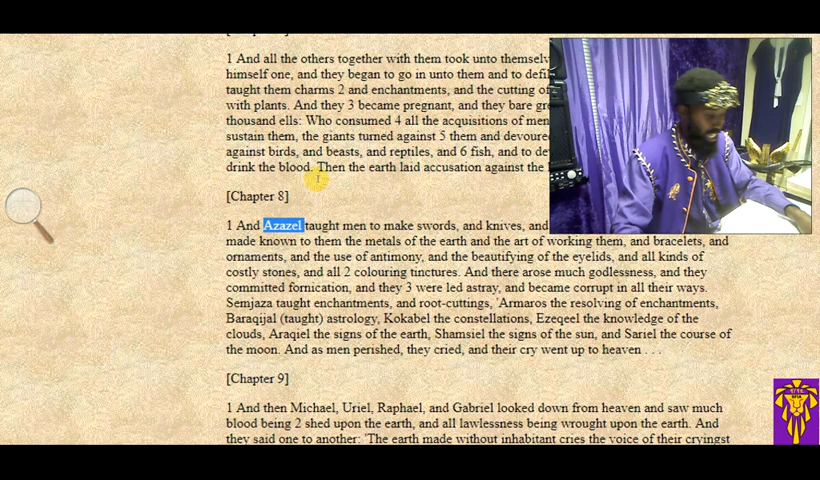 1 And all the others together with them took unto
himself one, and they began to go in unto them and to
taught them charms 2 and enchantments, and the cutting of
with plants. And they 3 became pregnant, and they bare
thousand ells: Who consumed 4 all the acquisitions of men
sustain them, the giants turned against 5 them and
against birds, and beasts, and reptiles, and 6 fish, and to
drink the blood. Then the earth laid accusation against the
[Chapter 8]
1 And Azazel taught men to make swords, and knives, and
made known to them the metals of the earth and the art of working them, and bracelets, and
ornaments, and the use of antimony, and the beautifying of the eyelids, and all kinds of
costly stones, and all 2 colouring tinctures. And there arose much godlessness, and they
committed fornication, and they 3 were led astray, and became corrupt in all their ways.
Semjaza taught enchantments, and root-cuttings, 'Armaros the resolving of enchantments,
Baraqijal (taught) astrology, Kokabel the constellations, Ezeqeel the knowledge of the
clouds, Araqiel the signs of the earth, Shamsiel the signs of the sun, and Sariel the course of
the moon. And as men perished, they cried, and their cry went up to heaven . . .
[Chapter 9]
1 And then Michael, Uriel, Raphael, and Gabriel looked down from heaven and saw much
blood being 2 shed upon the earth, and all lawlessness being wrought upon the earth. And
they said one to another: 'The earth made without inhabitant cries the voice of their cryingst